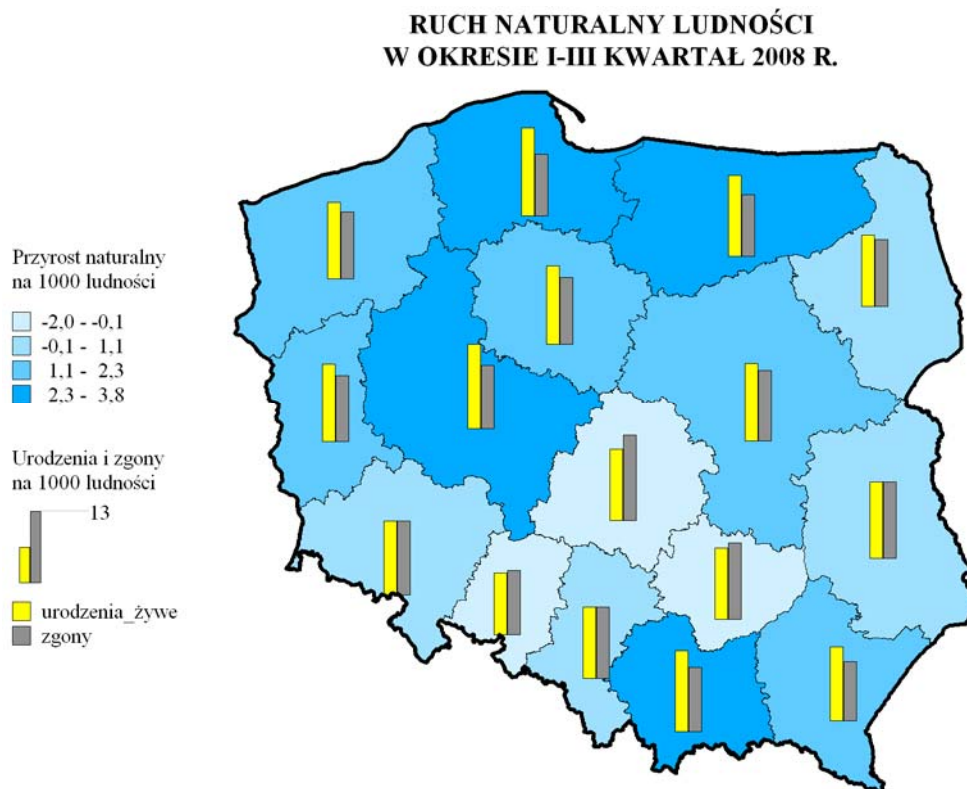 RUCH NATURALNY LUDNOŚCI
W OKRESIE I-III KWARTAŁ 2008 R.
Przyrost naturalny
na 1000 ludności
-2,0 - -0,1
-0,1 - 1,1
1,1 - 2,3
2,3 - 3,8
Urodzenia i zgony
na 1000 ludności
13
urodzenia_żywe
zgony